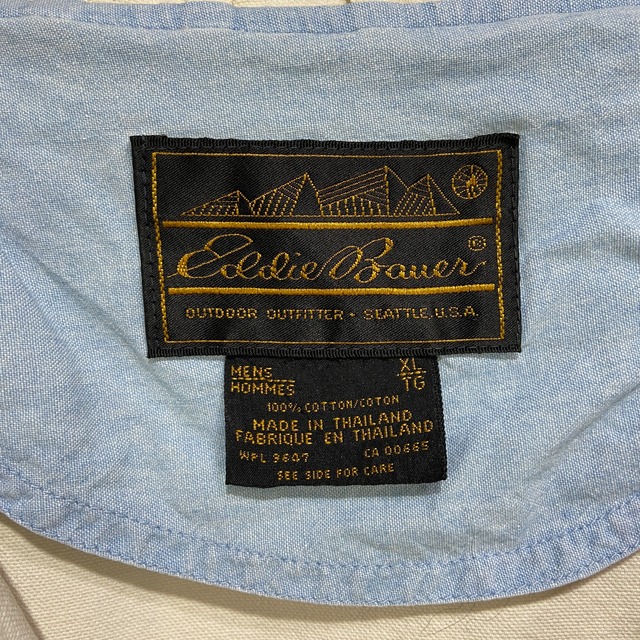 Eddie Bauer®
OUTDOOR OUTFITTER • SEATTLE, U.S.A.
MENS XL
HOMMES TG
100% COTTON/COTON
MADE IN THAILAND
FABRIQUE EN THAILAND
WPL 9647 CA 00665
SEE SIDE FOR CARE